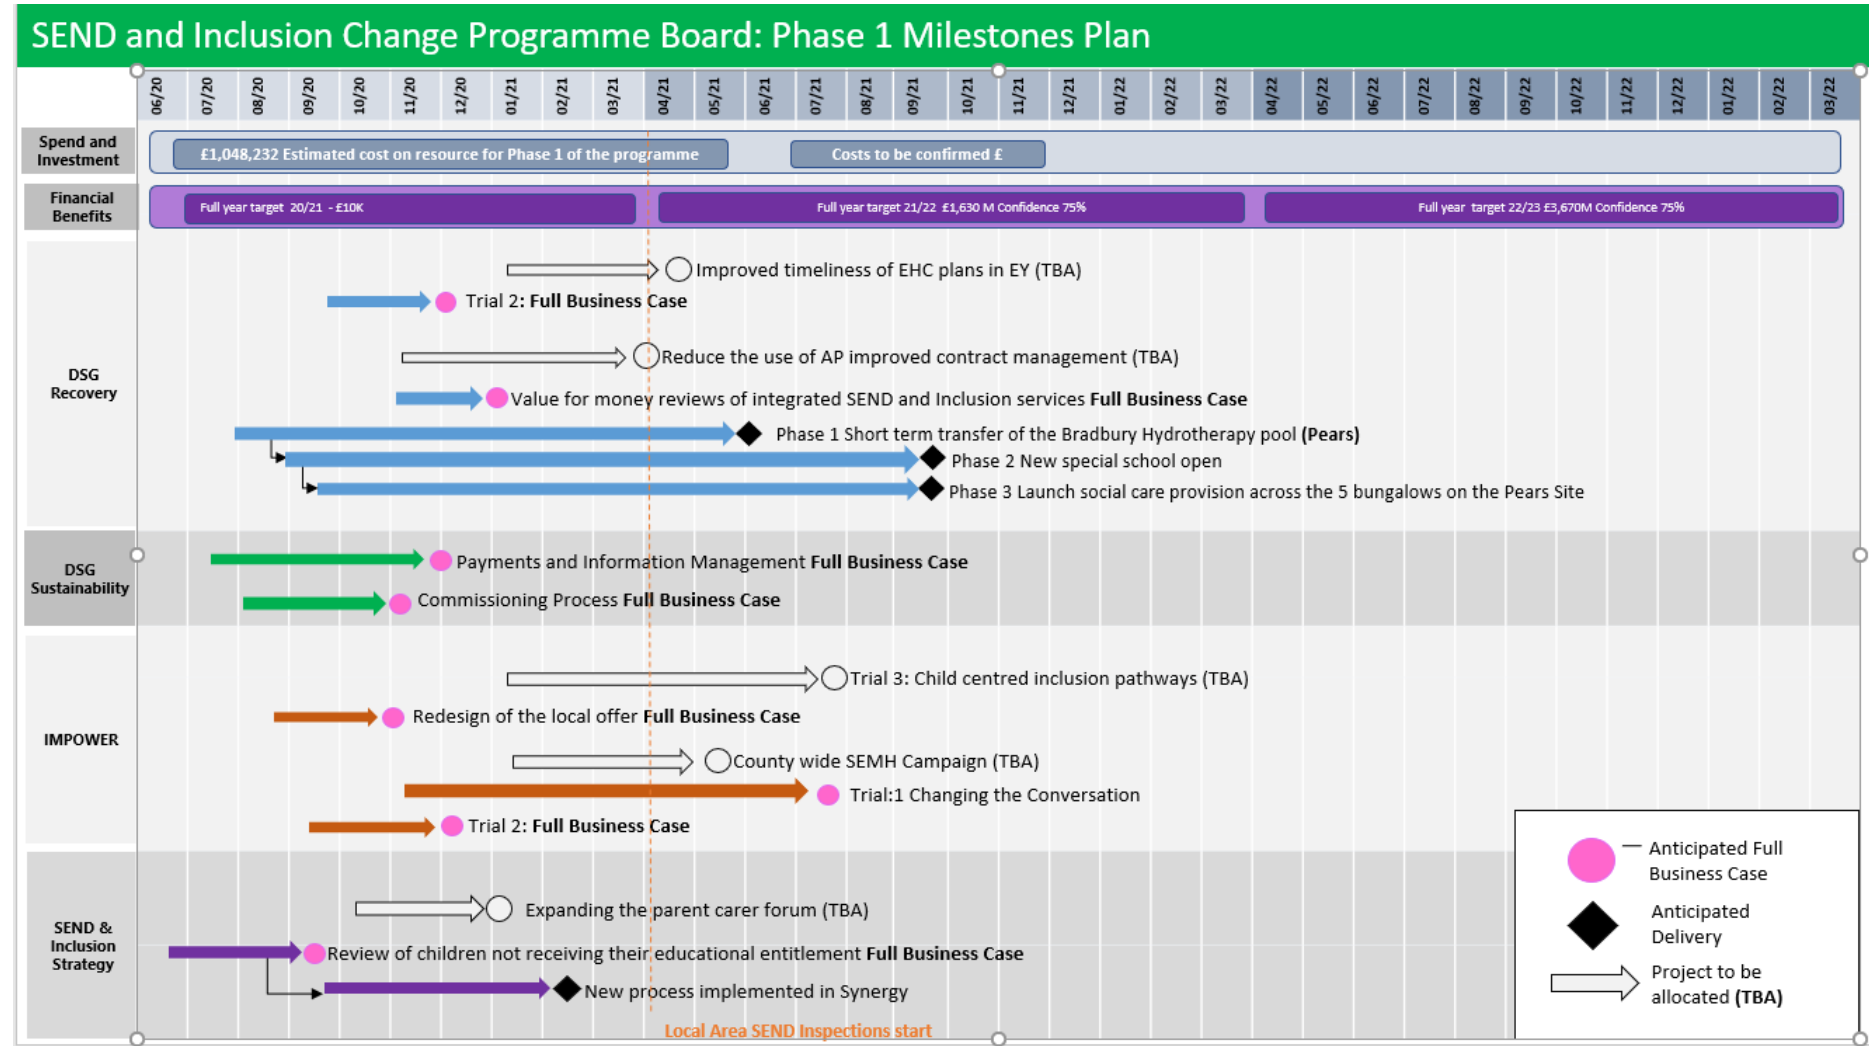 SEND and Inclusion Change Programme Board: Phase 1 Milestones Plan
06/20 07/20 08/20 09/20 10/20 11/20 12/20 01/21 02/21 03/21 04/21 05/21 06/21 07/21 08/21 09/21 10/21 11/21 12/21 01/22 02/22 03/22 04/22 05/22 06/22 07/22 08/22 09/22 10/22 11/22 12/22 01/22 02/22 03/22
Spend and
Investment
£1,048,232 Estimated cost on resource for Phase 1 of the programme
Costs to be confirmed £
Financial
Benefits
Full year target 20/21 - £10K
Full year target 21/22 £1,630 M Confidence 75%
Full year target 22/23 £3,670M Confidence 75%
DSG
Recovery
Improved timeliness of EHC plans in EY (TBA)
Trial 2: Full Business Case
Reduce the use of AP improved contract management (TBA)
Value for money reviews of integrated SEND and Inclusion services Full Business Case
Phase 1 Short term transfer of the Bradbury Hydrotherapy pool (Pears)
Phase 2 New special school open
Phase 3 Launch social care provision across the 5 bungalows on the Pears Site
DSG
Sustainability
Payments and Information Management Full Business Case
Commissioning Process Full Business Case
IMPOWER
Trial 3: Child centred inclusion pathways (TBA)
Redesign of the local offer Full Business Case
County wide SEMH Campaign (TBA)
Trial:1 Changing the Conversation
Trial 2: Full Business Case
SEND &
Inclusion
Strategy
Expanding the parent carer forum (TBA)
Review of children not receiving their educational entitlement Full Business Case
New process implemented in Synergy
Local Area SEND Inspections start
Anticipated Full
Business Case
Anticipated
Delivery
Project to be
allocated (TBA)